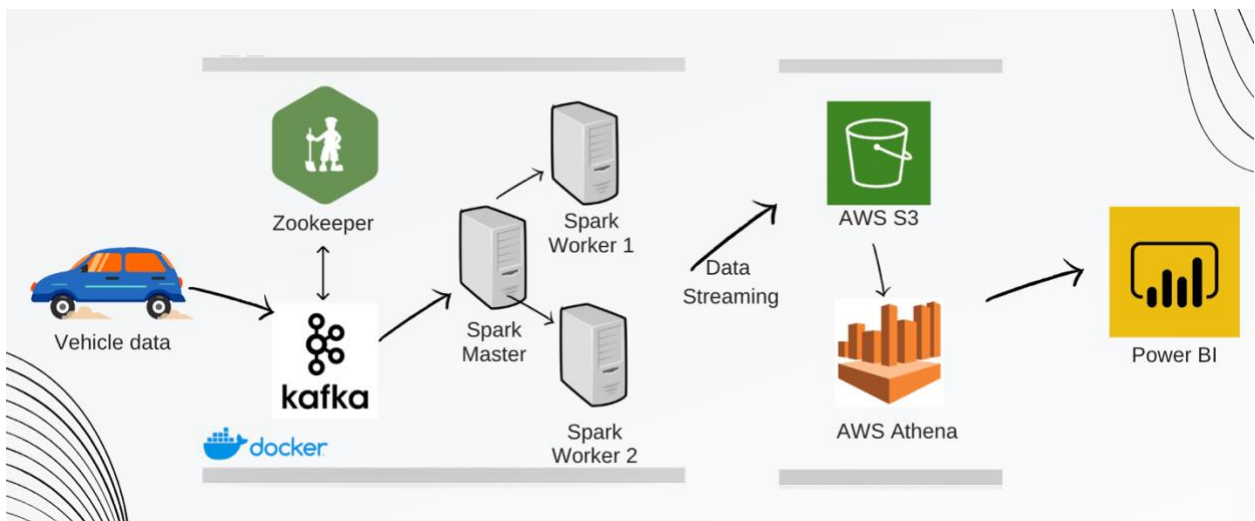 Zookeeper
Vehicle data
kafka
docker
Spark
Master
Spark
Worker 1
Spark
Worker 2
Data
Streaming
AWS S3
AWS Athena
Power BI